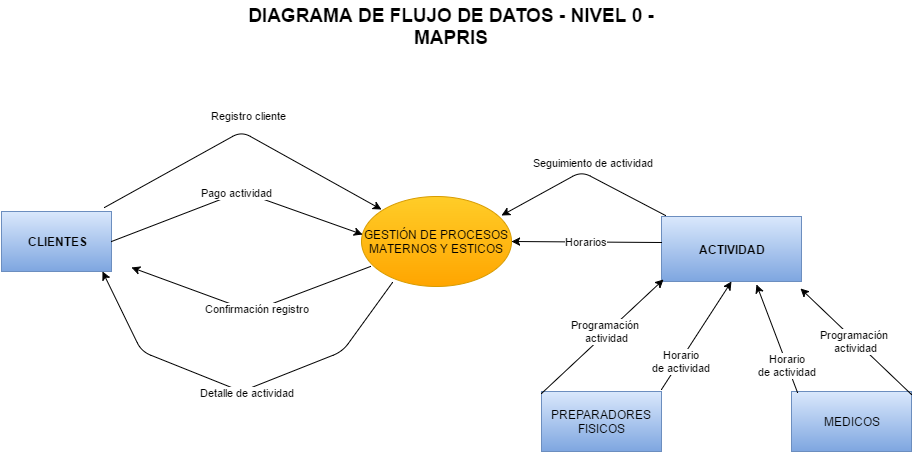 DIAGRAMA DE FLUJO DE DATOS - NIVEL 0 -
MAPRIS
Registro cliente
Seguimiento de actividad
Pago actividad
CLIENTES
GESTIÓN DE PROCESOS
MATERNOS Y ESTICOS
Horarios
ACTIVIDAD
Confirmación registro
Programación
actividad
Programación
actividad
Horario
de actividad
Horario
de actividad
Detalle de actividad
PREPARADORES
FISICOS
MEDICOS